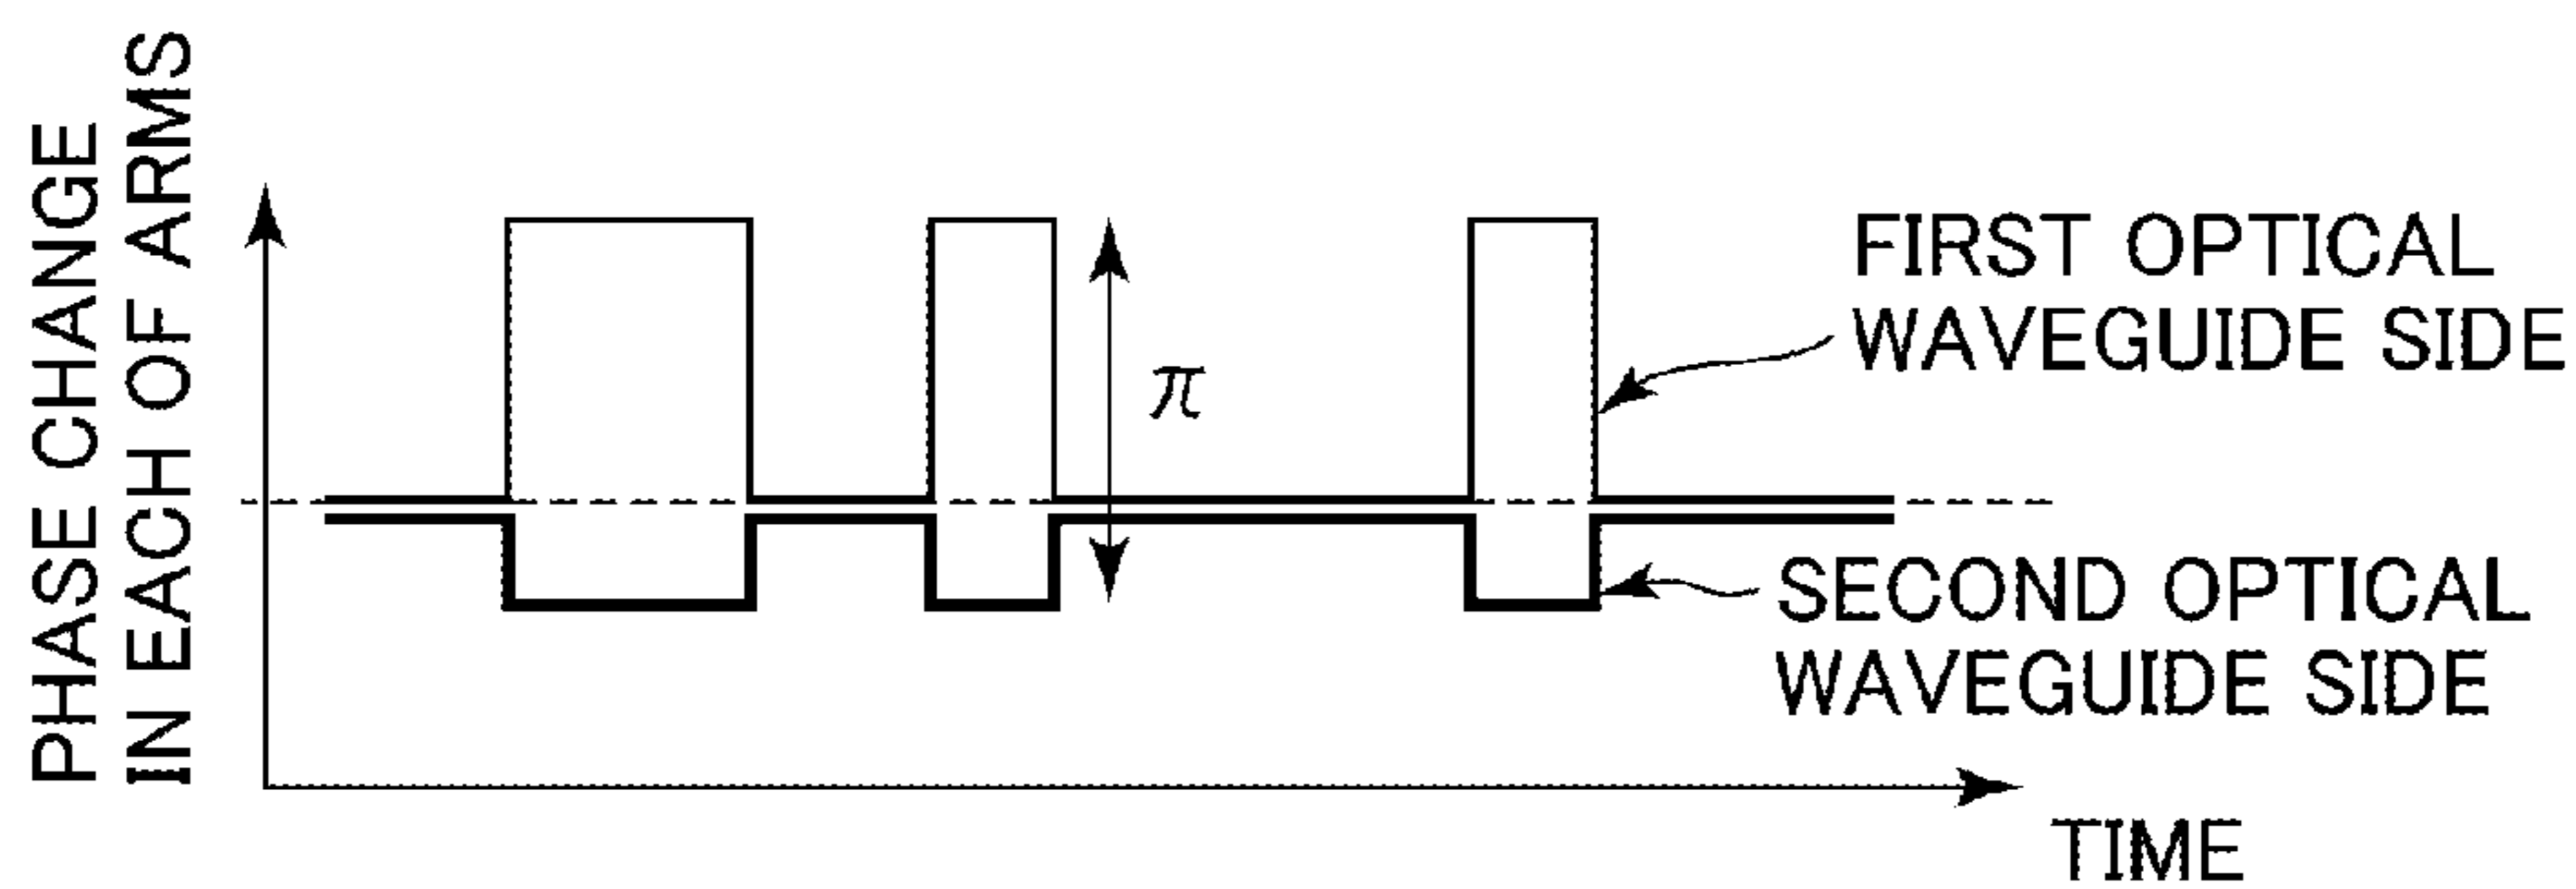 PHASE CHANGE
IN EACH OF ARMS
π
FIRST OPTICAL
WAVEGUIDE SIDE
SECOND OPTICAL
WAVEGUIDE SIDE
TIME